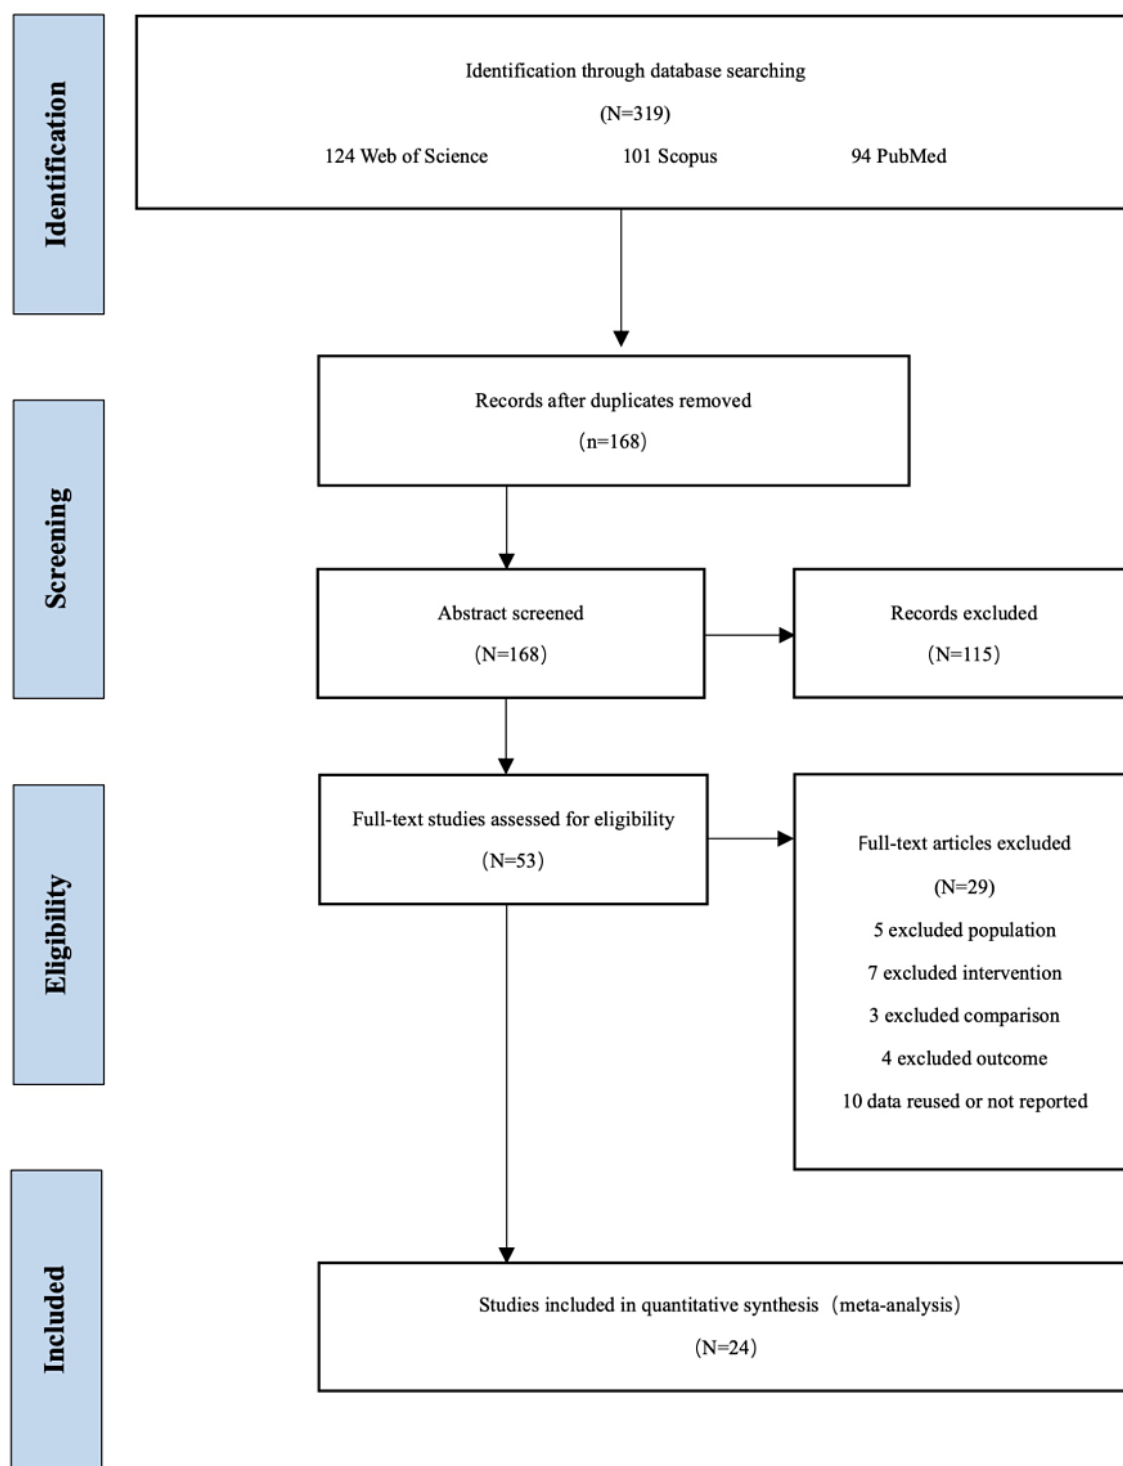 Identification
Identification through database searching
(N=319)
124 Web of Science 101 Scopus 94 PubMed
Screening
Records after duplicates removed
（n=168）
Abstract screened
（N=168）
Records excluded
（N=115）
Eligibility
Full-text studies assessed for eligibility
（N=53）
Full-text articles excluded
(N=29)
5 excluded population
7 excluded intervention
3 excluded comparison
4 excluded outcome
10 data reused or not reported
Included
Studies included in quantitative synthesis（meta-analysis）
（N=24）